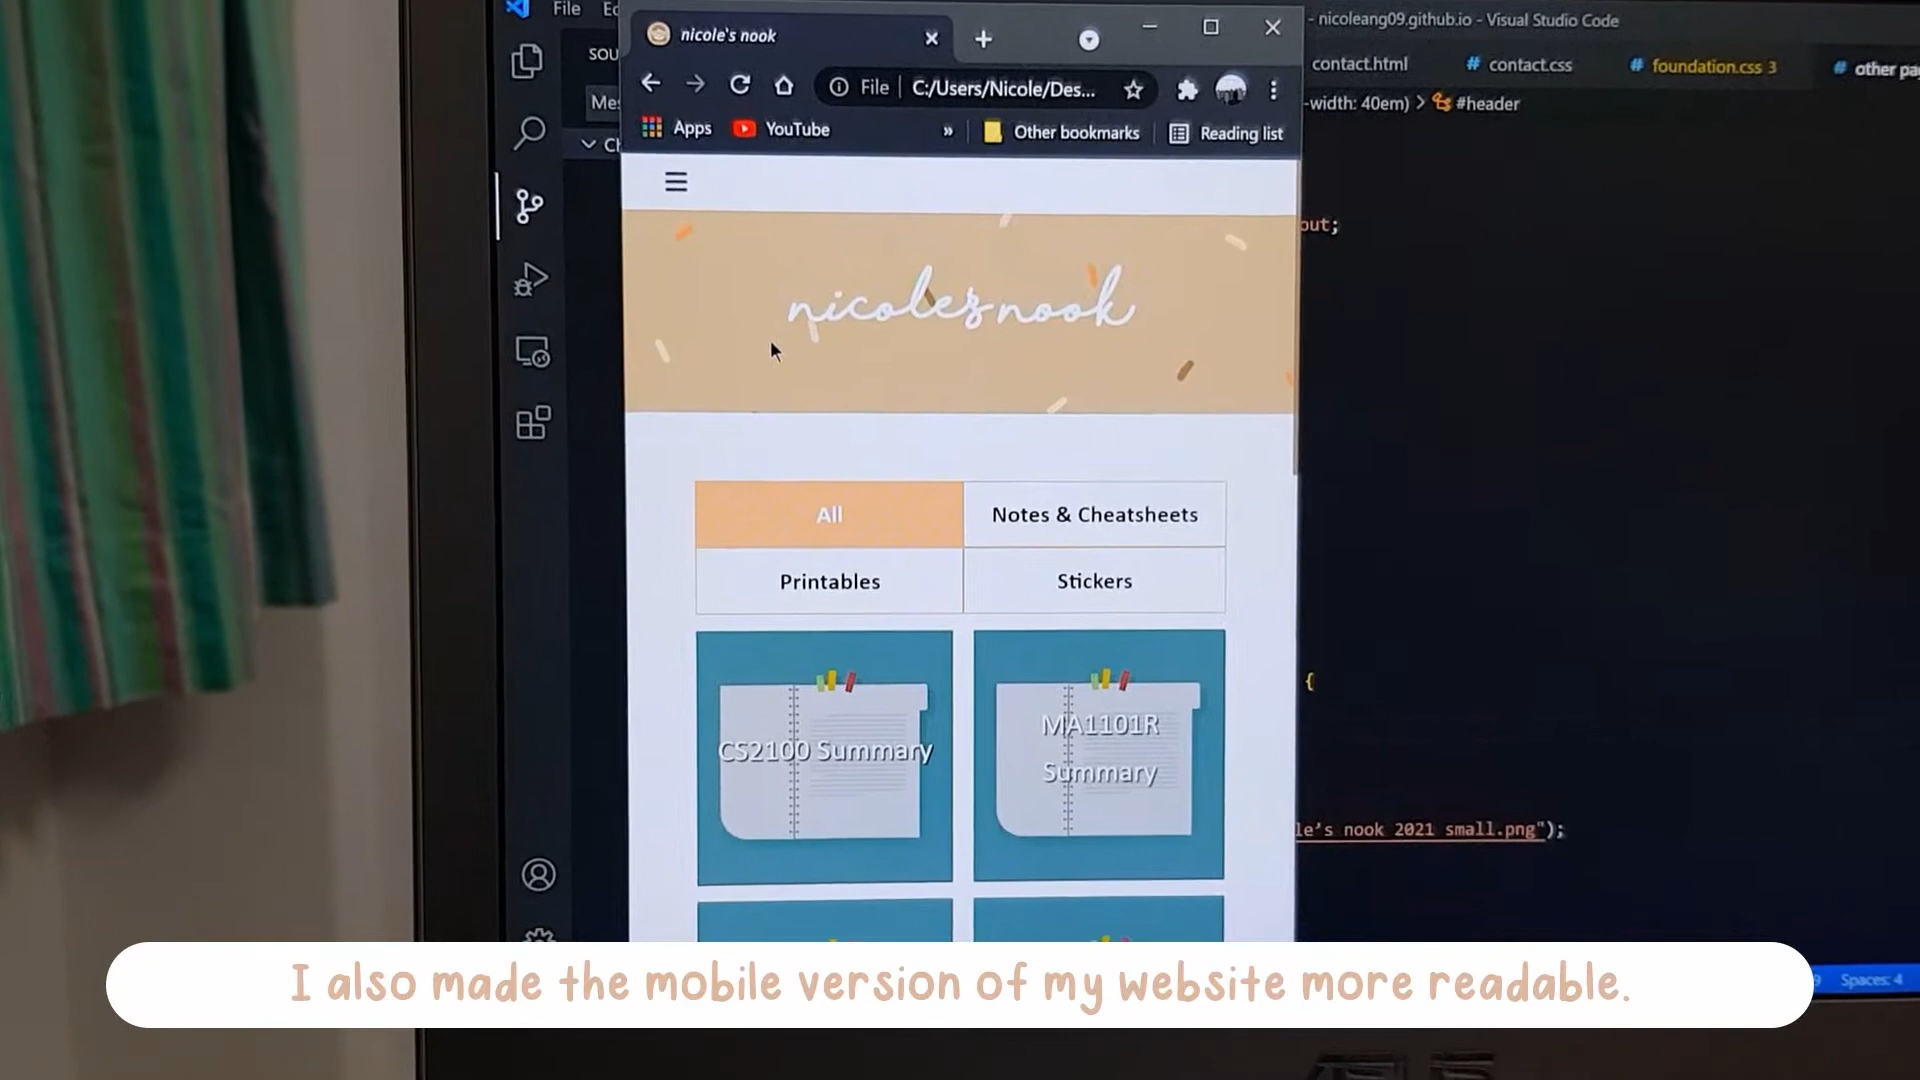 File
- nicoleang09.github.io - Visual Studio Code
nicole's nook
SOU
contact.html
contact.css
foundation.css 3
other pa
File
C:/Users/Nicole/Des...
-width: 40em) > #header
Apps
YouTube
»
Other bookmarks
Reading list
nicole's nook
All
Notes & Cheatsheets
Printables
Stickers
{
CS2100 Summary
MA1101R
Summary
le's nook 2021 small.png");
I also made the mobile version of my website more readable.
Spaces: 4